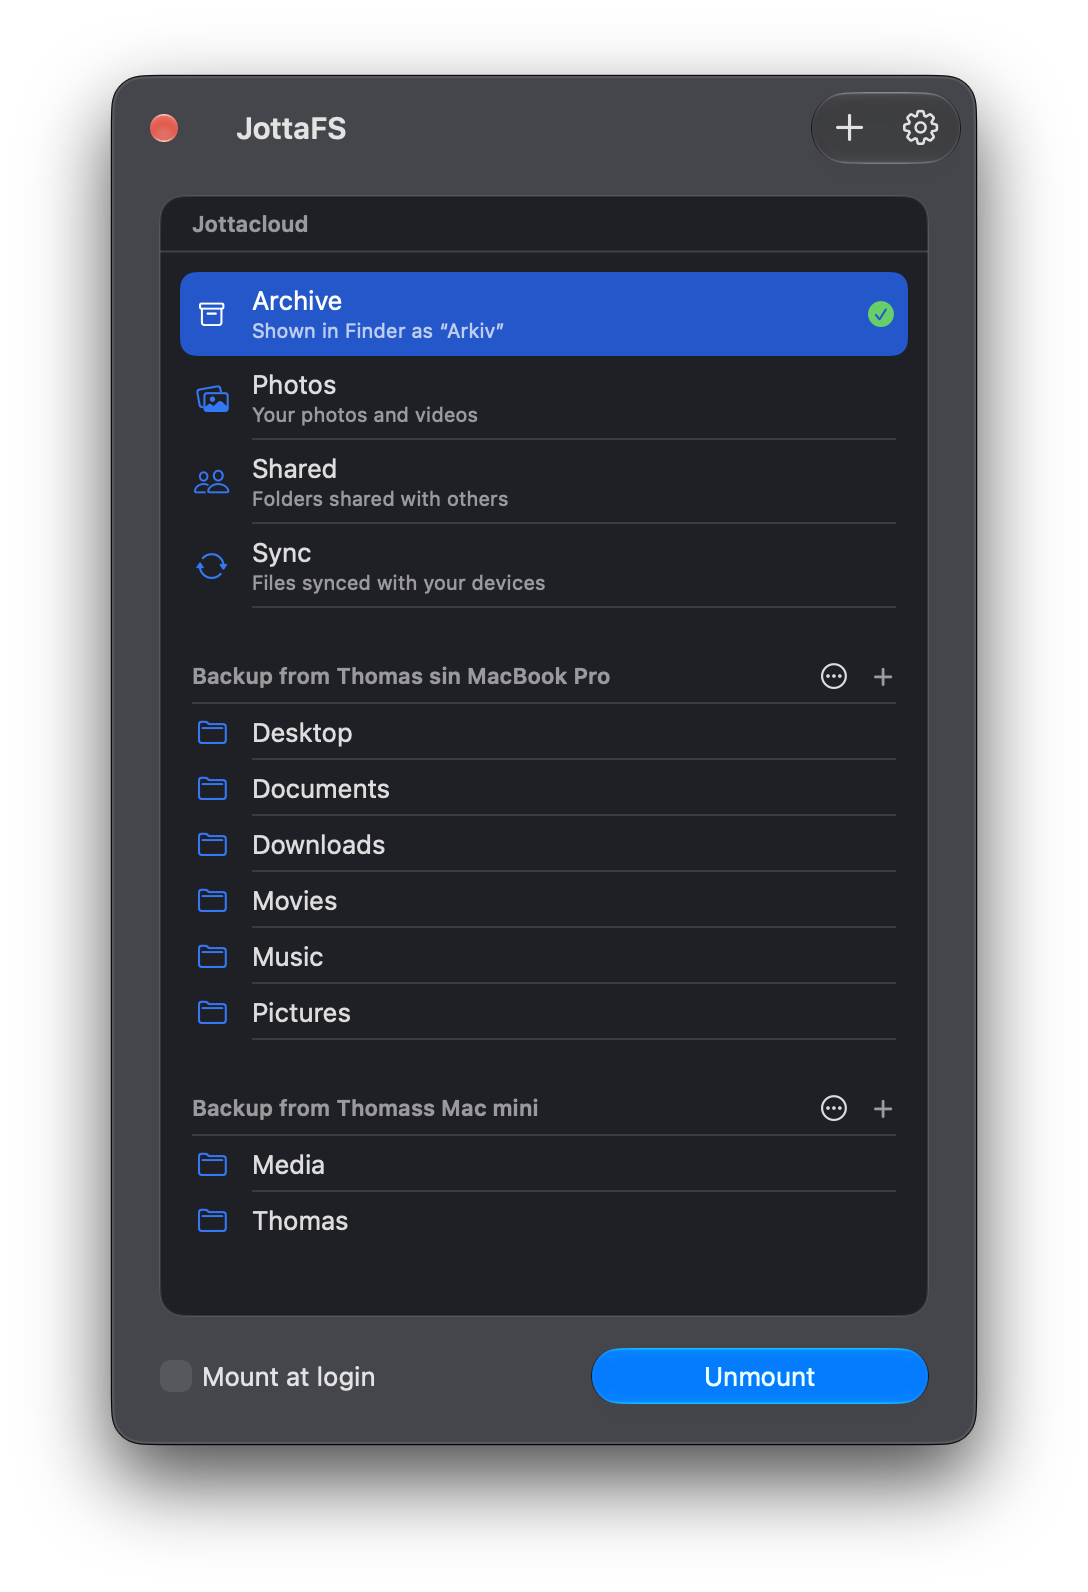 JottaFS
Jottacloud
Archive
Shown in Finder as “Arkiv”
Photos
Your photos and videos
Shared
Folders shared with others
Sync
Files synced with your devices
Backup from Thomas sin MacBook Pro
Desktop
Documents
Downloads
Movies
Music
Pictures
Backup from Thomass Mac mini
Media
Thomas
Mount at login
Unmount